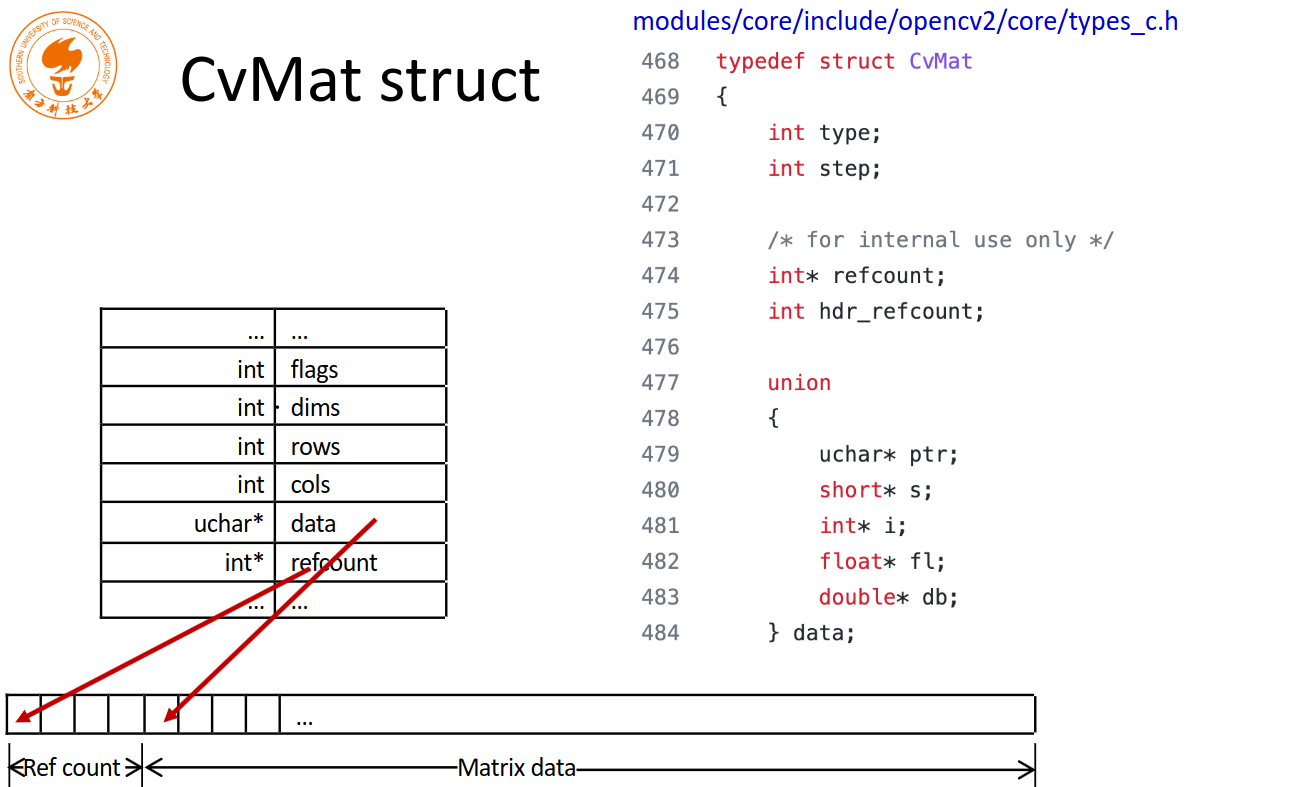 SOUTHERN UNIVERSITY OF SCIENCE AND TECHNOLOGY
南方科技大学
CvMat struct
modules/core/include/opencv2/core/types_c.h
468 typedef struct CvMat
469 {
470 int type;
471 int step;
472
473 /* for internal use only */
474 int* refcount;
475 int hdr_refcount;
476
477 union
478 {
479 uchar* ptr;
480 short* s;
481 int* i;
482 float* fl;
483 double* db;
484 } data;
... ...
int flags
int dims
int rows
int cols
uchar* data
int* refcount
... ...
...
Ref count Matrix data